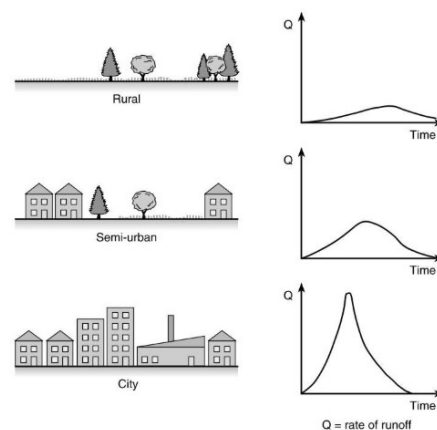 Q
Time
Rural
Q
Time
Semi-urban
Q
Time
City
Q = rate of runoff